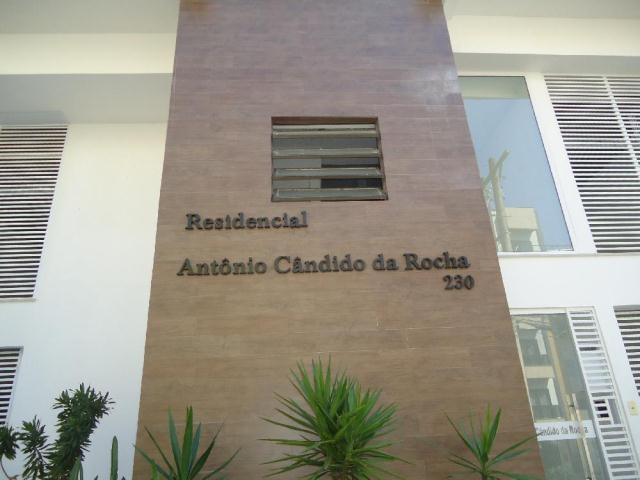 Residencial
Antônio Cândido da Rocha
230
Cândido da Rocha